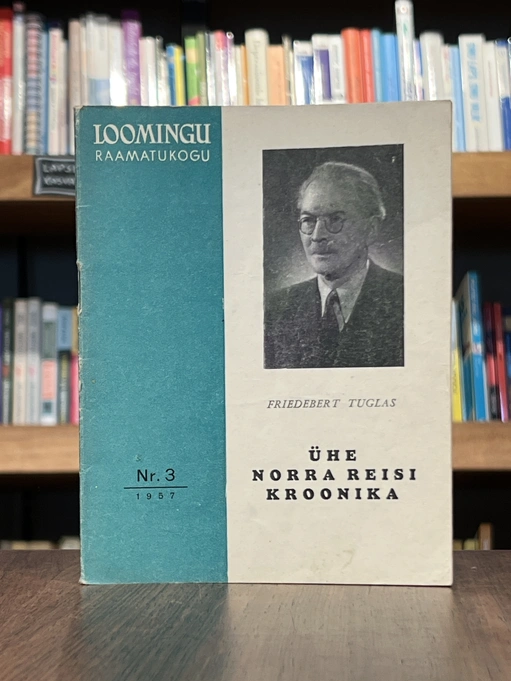 LOOMINGU
RAAMATUKOGU
FRIEDEBERT TUGLAS
ÜHE
NORRA REISI
KROONIKA
Nr. 3
1957